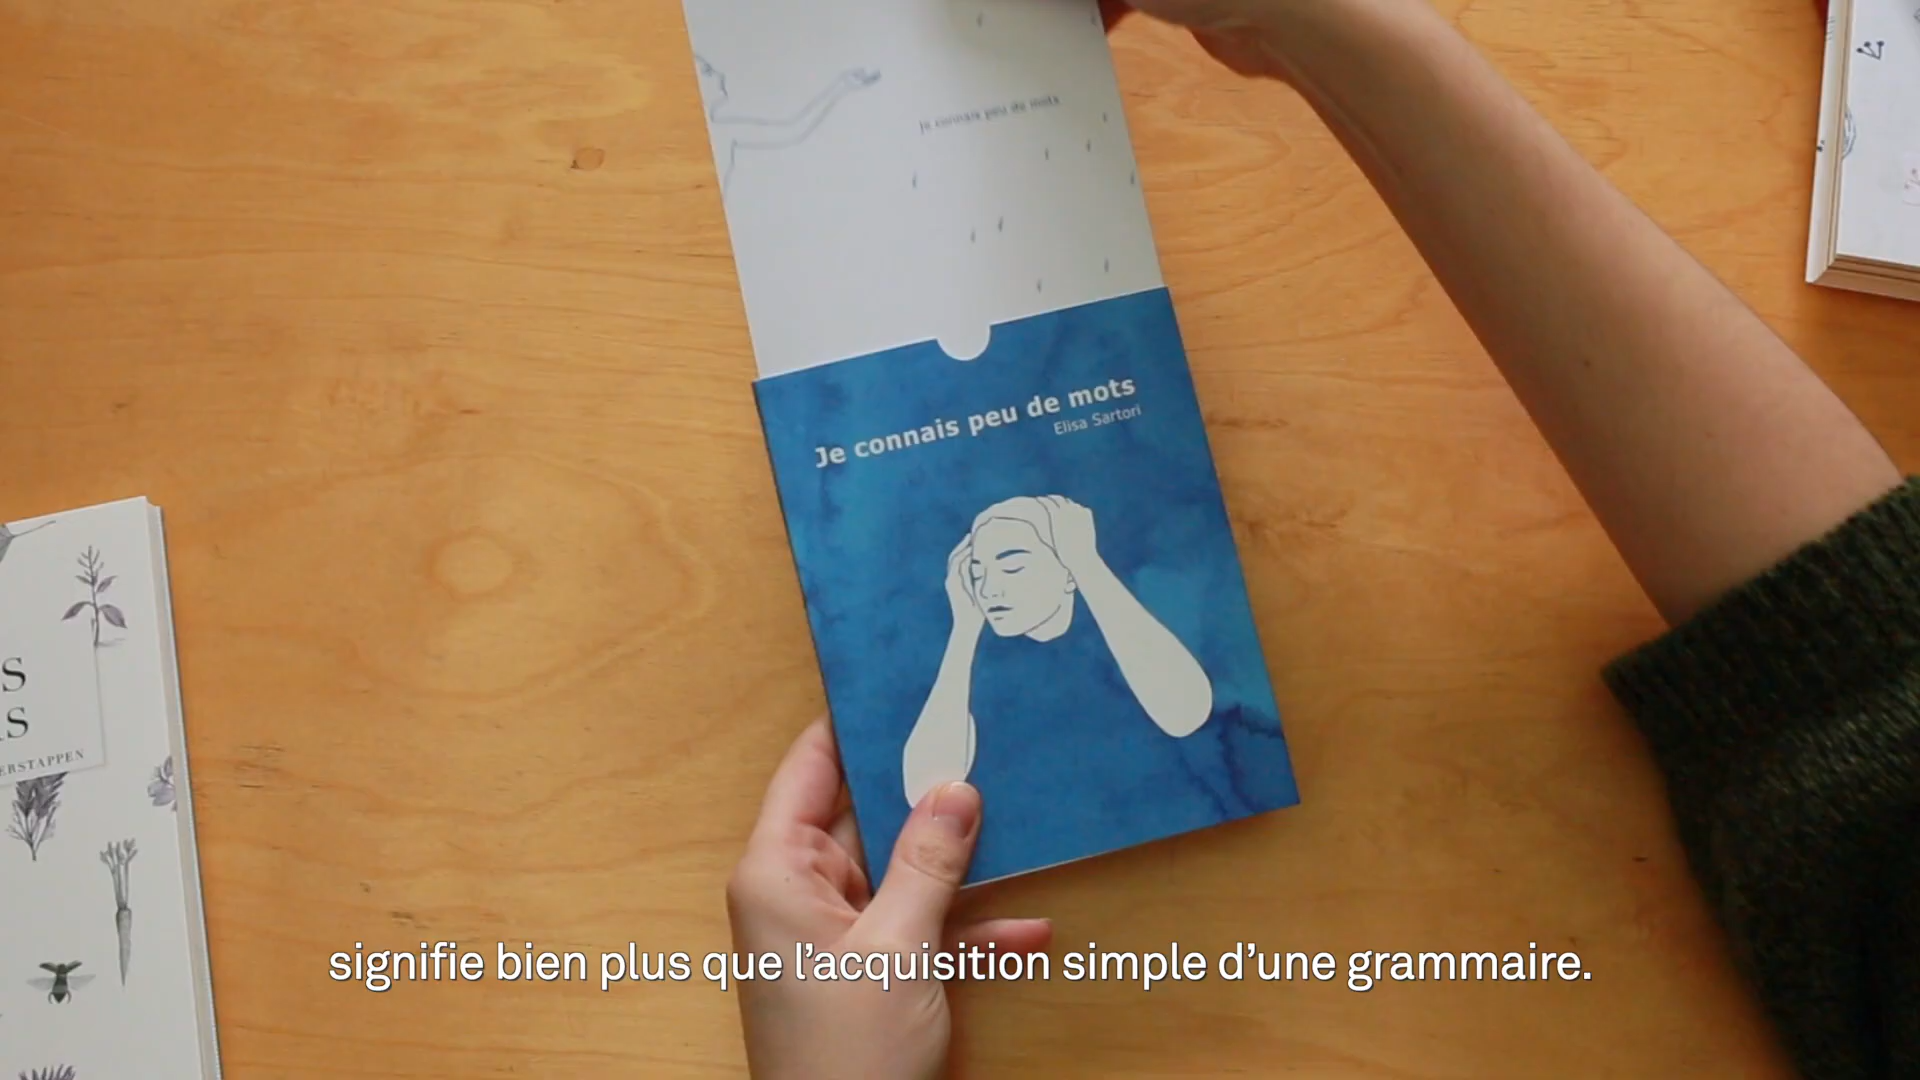 Je connais peu de mots
Je connais peu de mots
Elisa Sartori
S
AS
ERSTAPPEN
signifie bien plus que l’acquisition simple d’une grammaire.